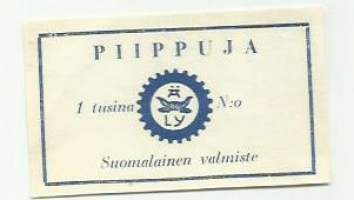 PIIPPUJA
1 tusina N:o
Ä
LY
Suomalainen valmiste